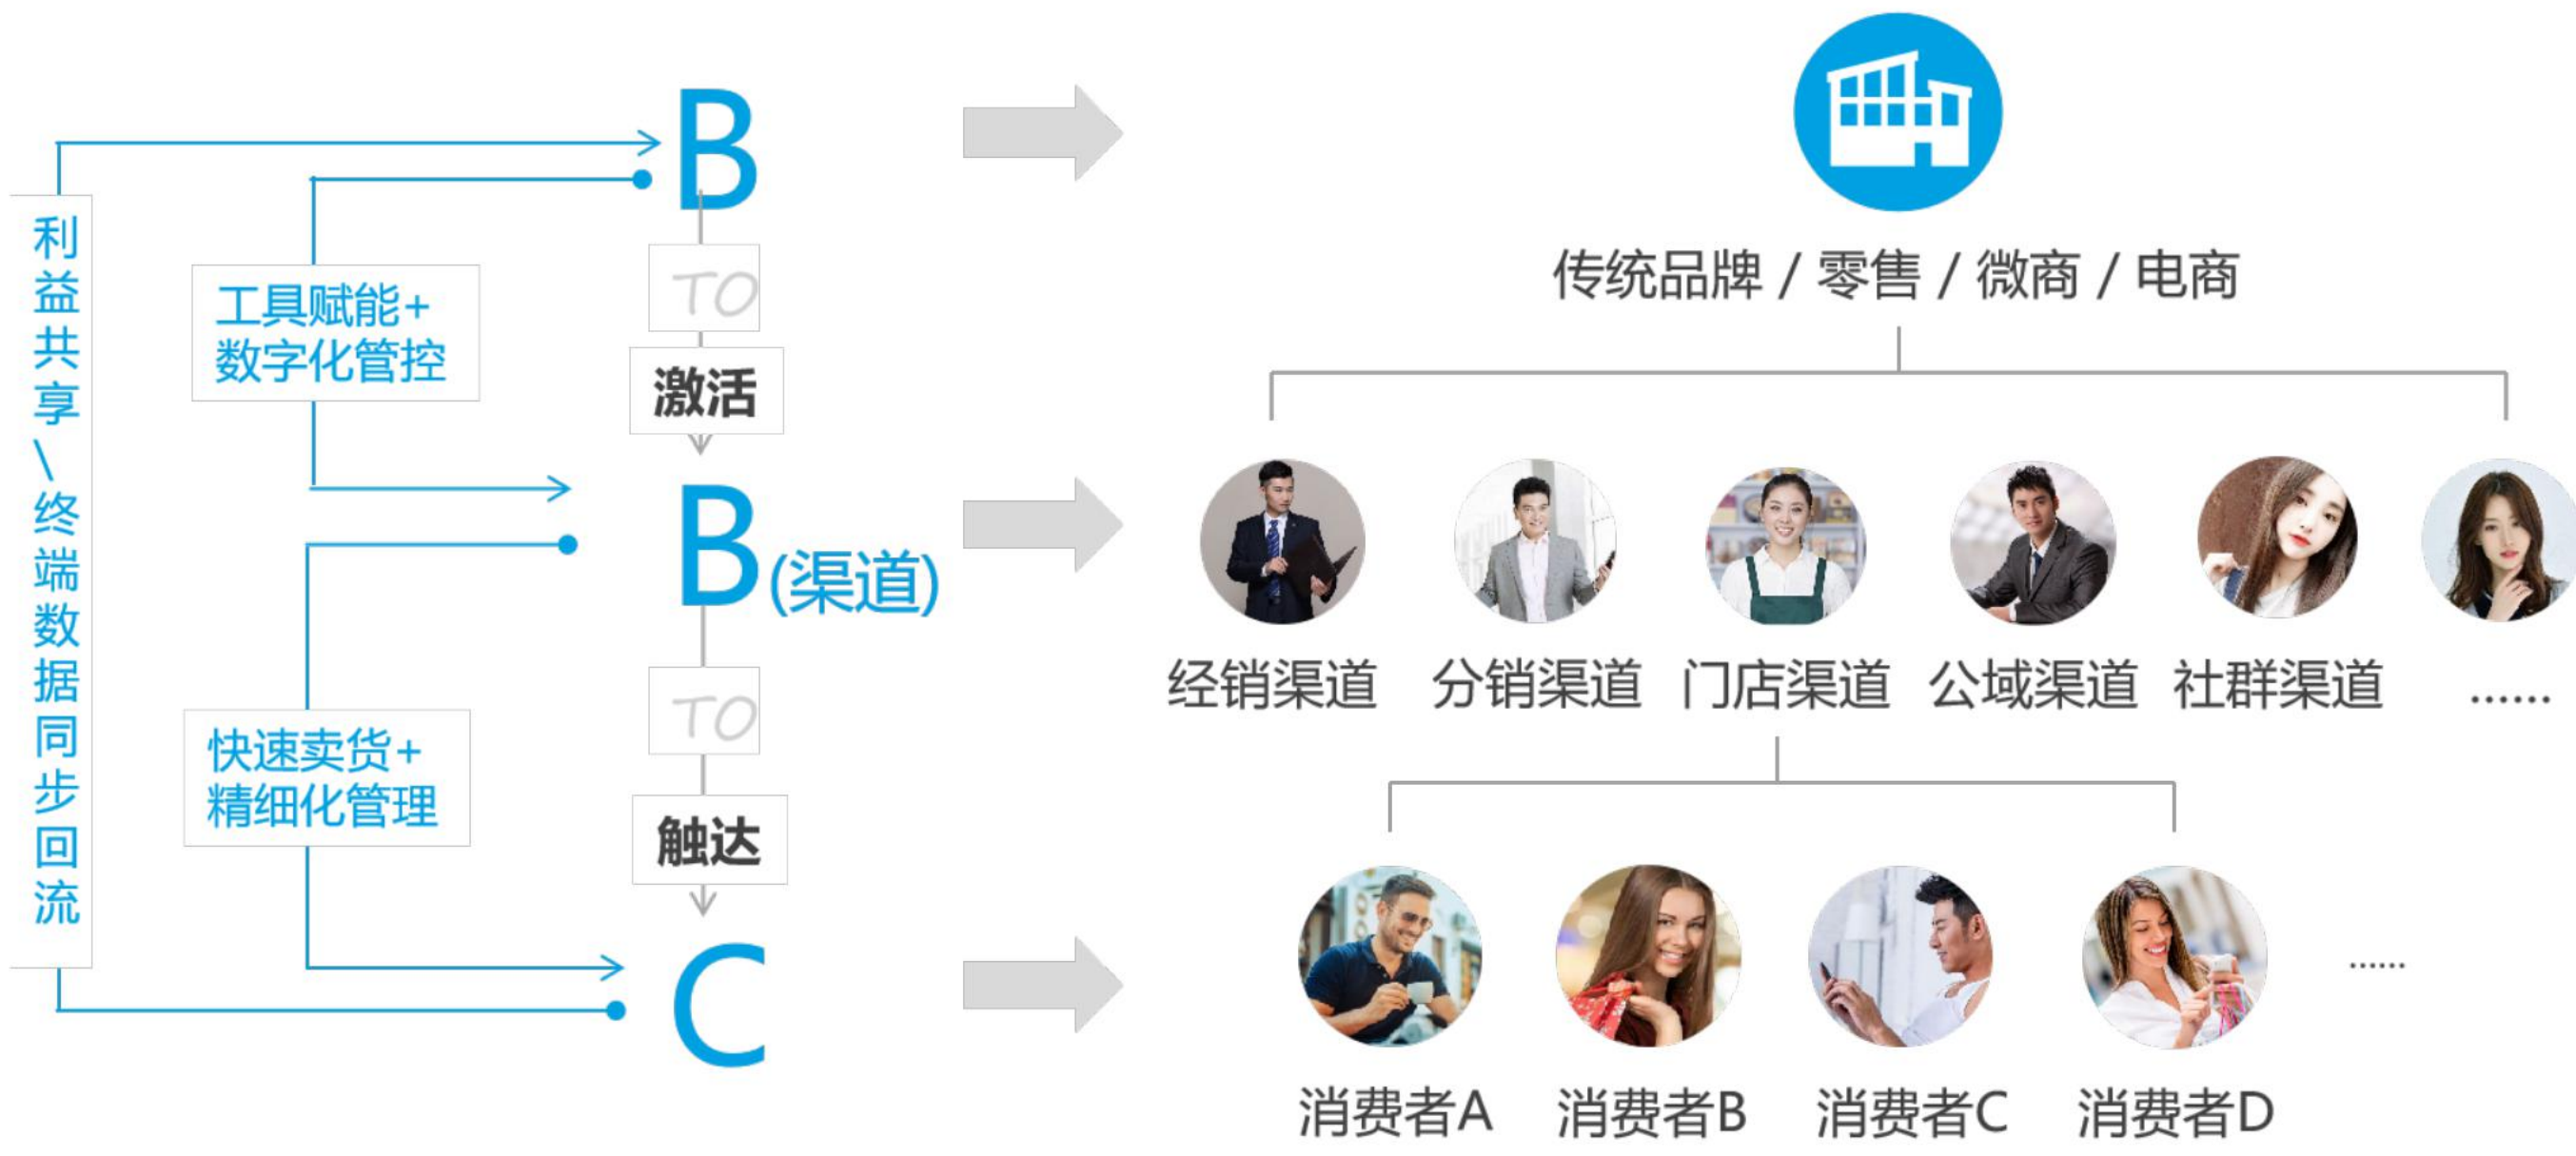 利益共享\终端数据同步回流
工具赋能+
数字化管控
快速卖货+
精细化管理
B
TO
激活
B(渠道)
TO
触达
C
传统品牌 / 零售 / 微商 / 电商
经销渠道 分销渠道 门店渠道 公域渠道 社群渠道 ......
消费者A 消费者B 消费者C 消费者D ......